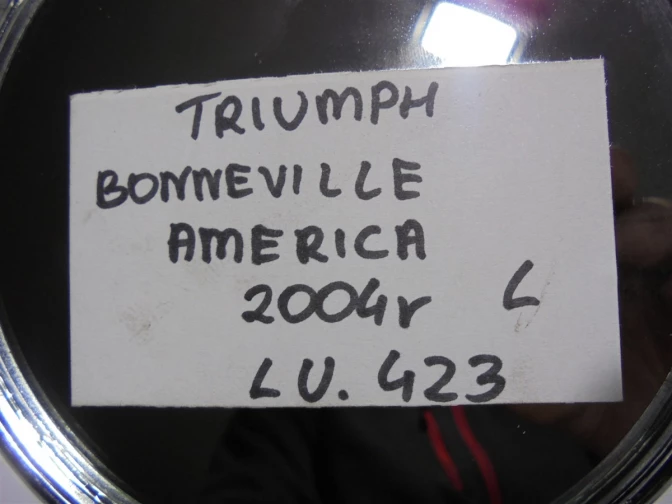 TRIUMPH
BONNEVILLE
AMERICA
2004r L
LU. 423